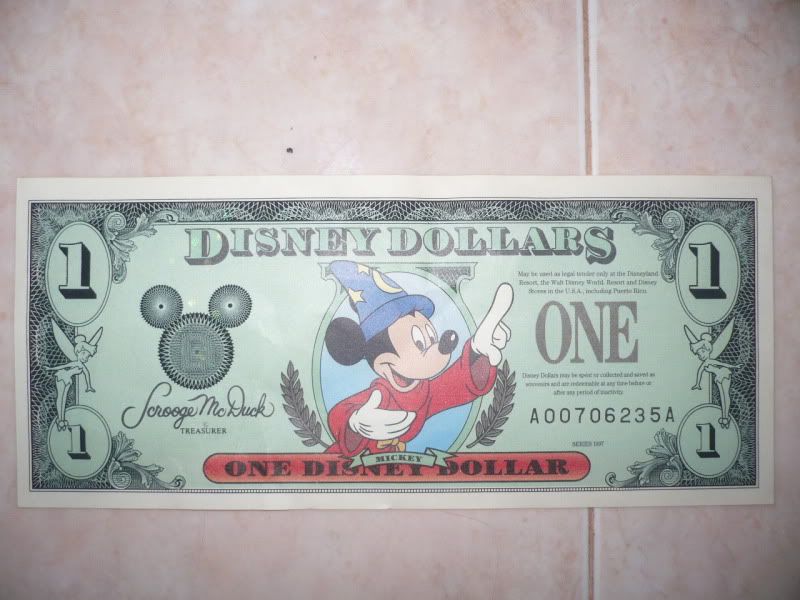 1
DISNEY DOLLARS
1
May be used as legal tender only at the Disneyland
Resort, the Walt Disney World. Resort and Disney
Stores in the U.S.A., including Puerto Rico.
ONE
Disney Dollars may be spent or collected and saved as
souvenirs and are redeemable at any time before or
after any period of inactivity.
Scrooge McDuck
TREASURER
A00706235A
SERIES 1997
1
MICKEY
ONE DISNEY DOLLAR
1